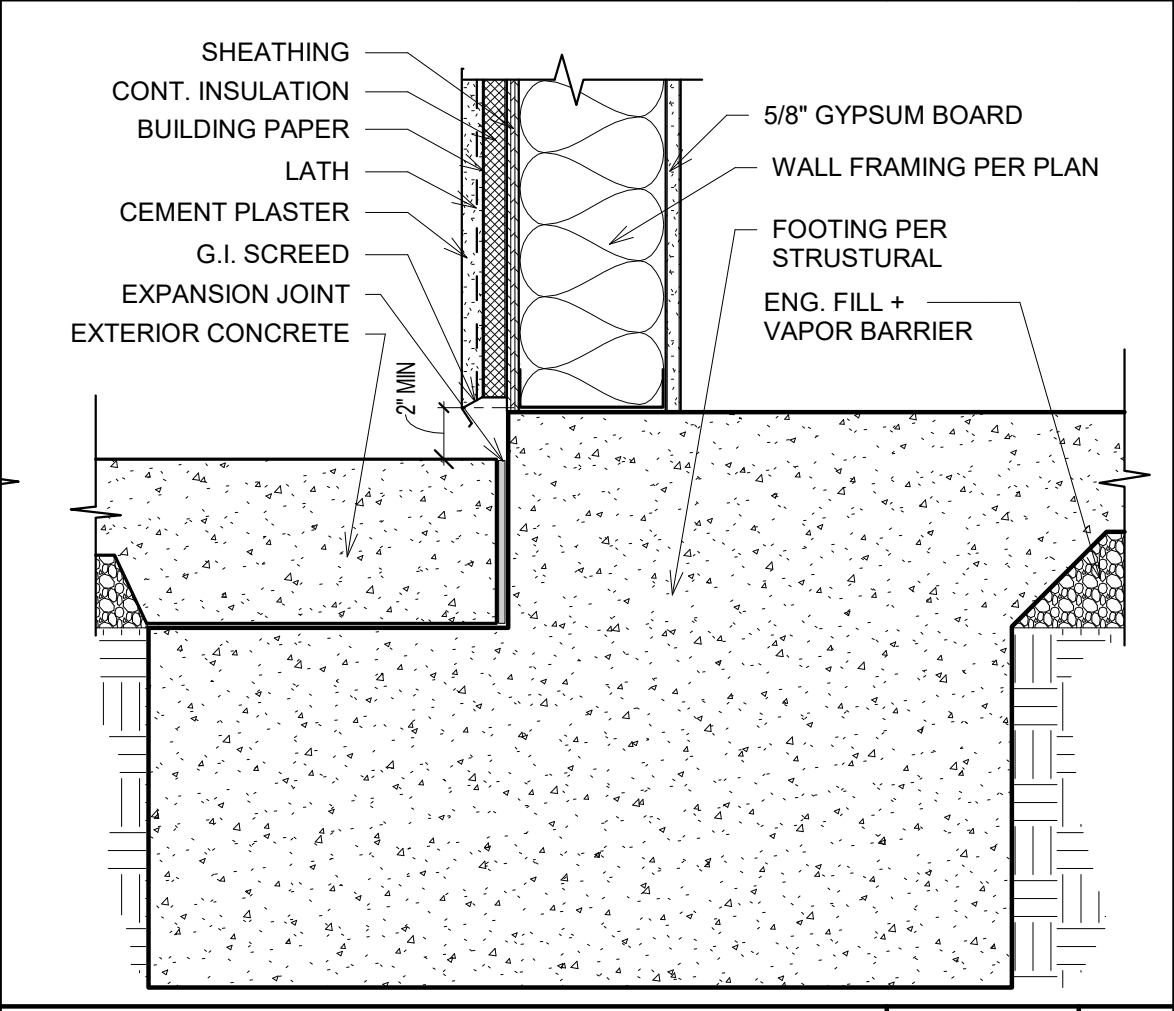 SHEATHING
CONT. INSULATION
BUILDING PAPER
LATH
CEMENT PLASTER
G.I. SCREED
EXPANSION JOINT
EXTERIOR CONCRETE
2" MIN
5/8" GYPSUM BOARD
WALL FRAMING PER PLAN
FOOTING PER
STRUSTURAL
ENG. FILL +
VAPOR BARRIER